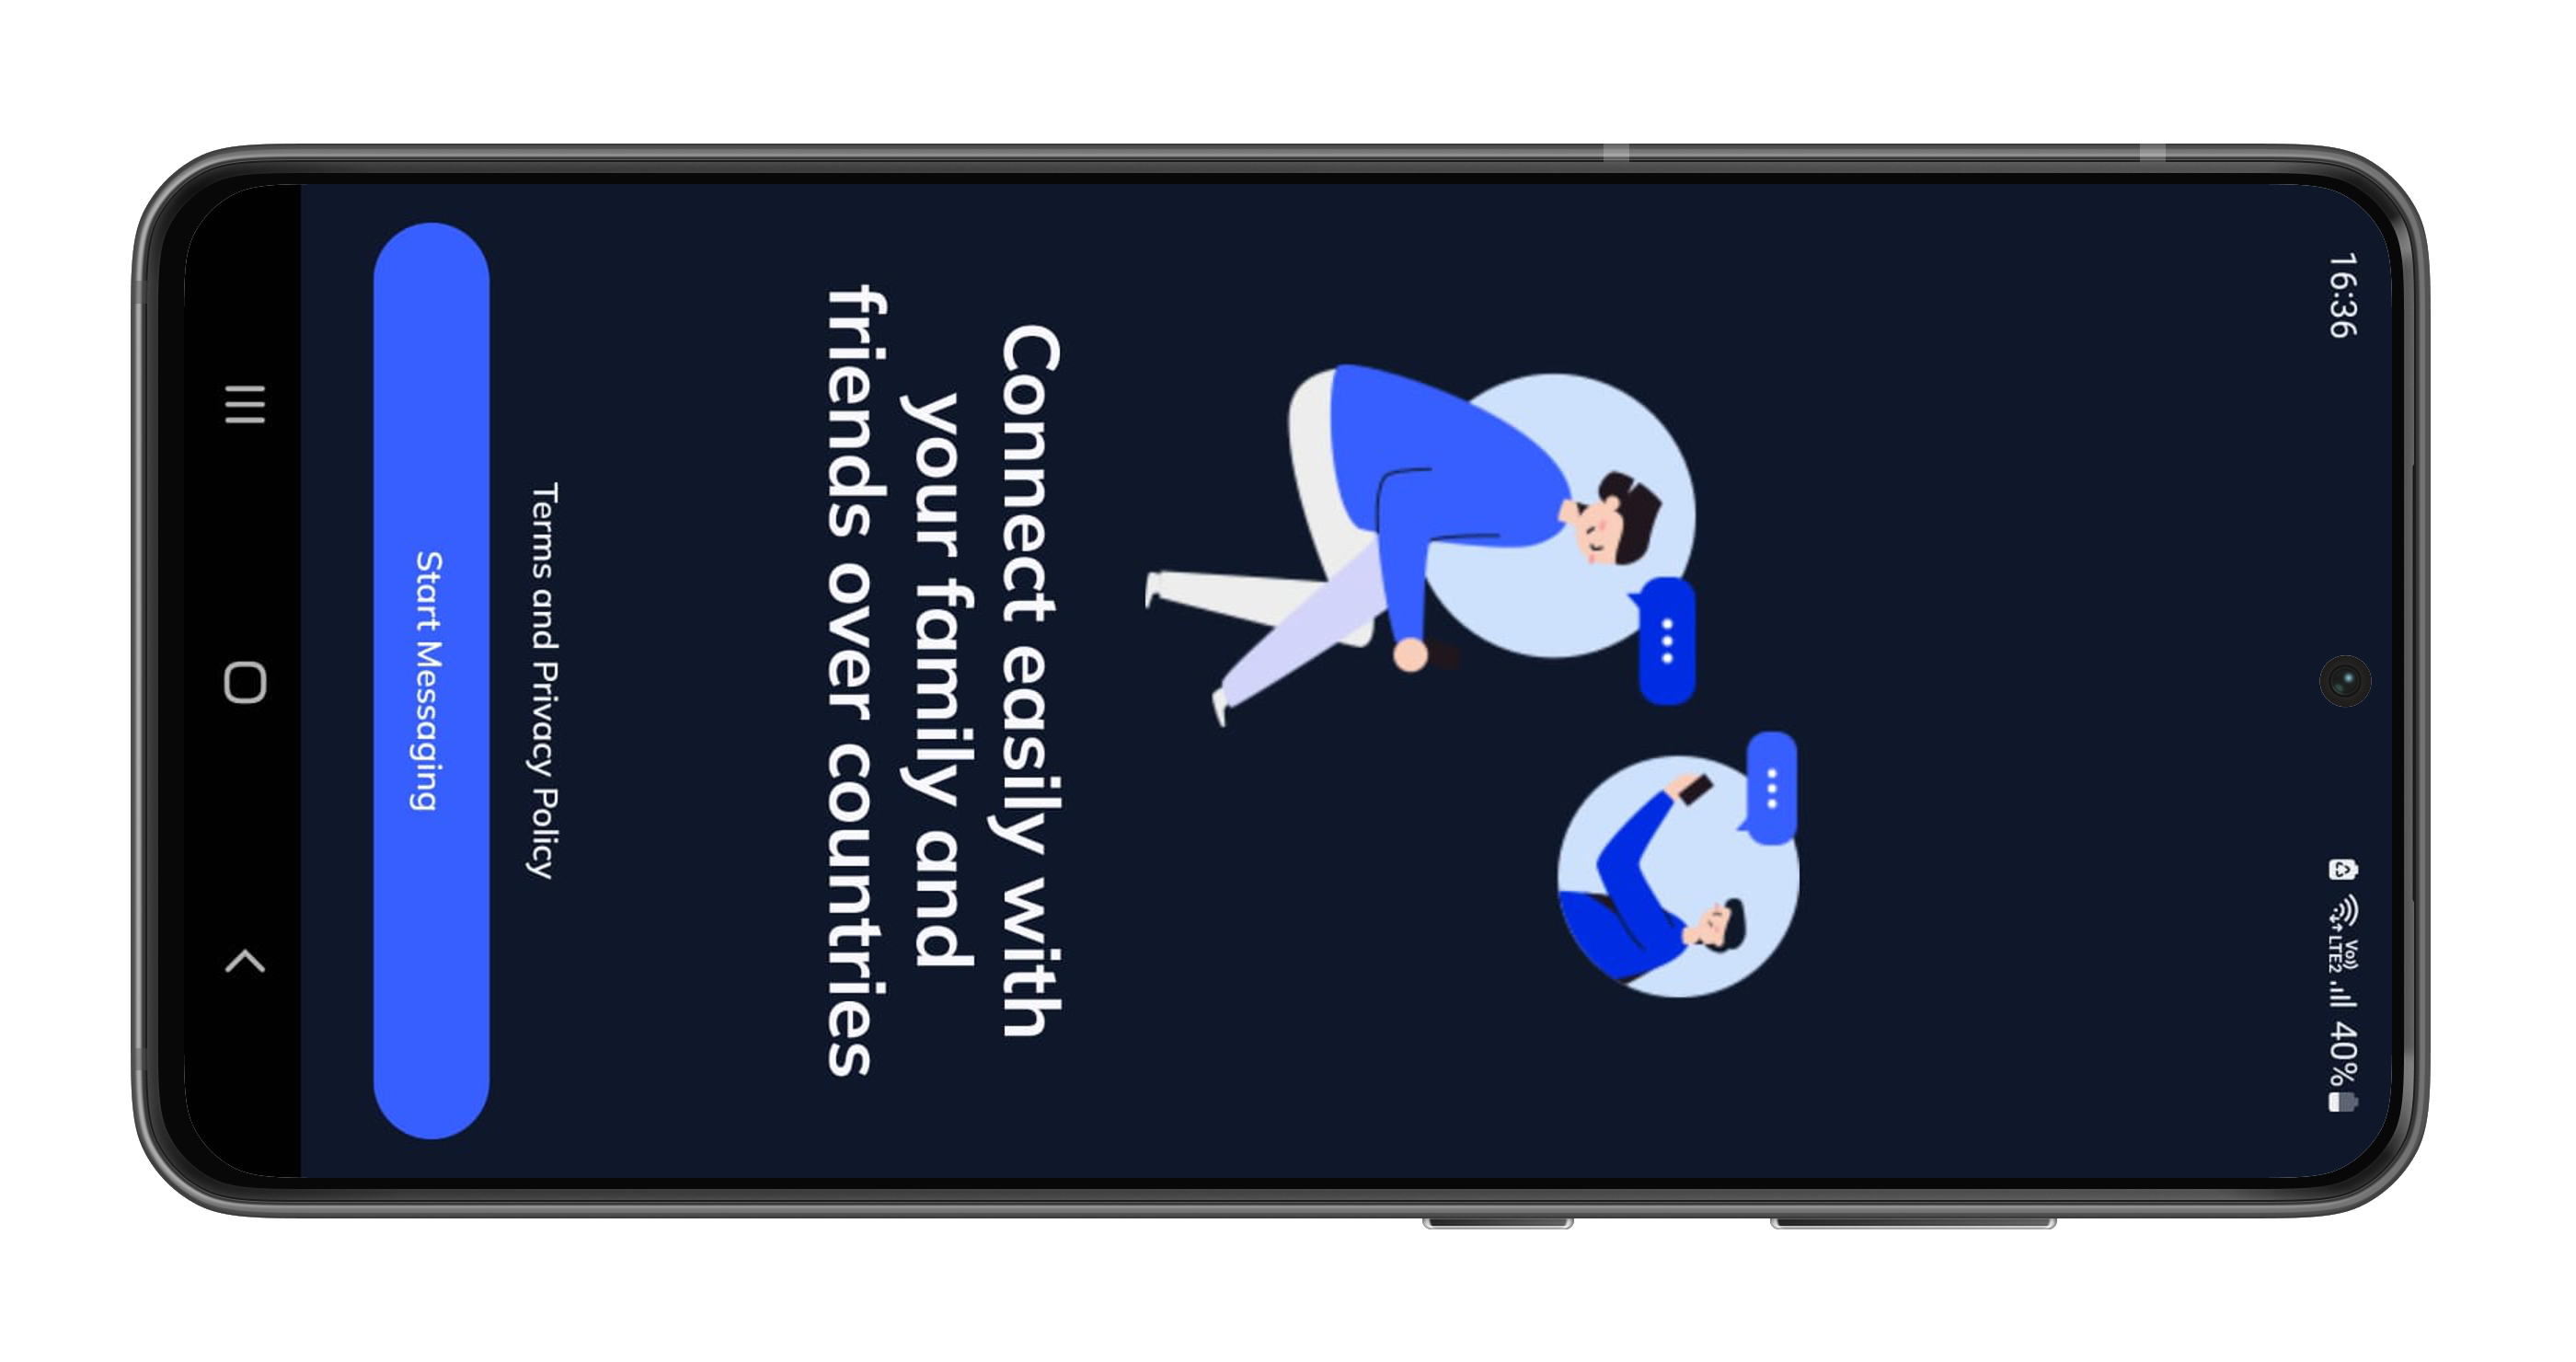 16:36
Vo)) LTE2 40%
Connect easily with
your family and
friends over countries
Terms and Privacy Policy
Start Messaging